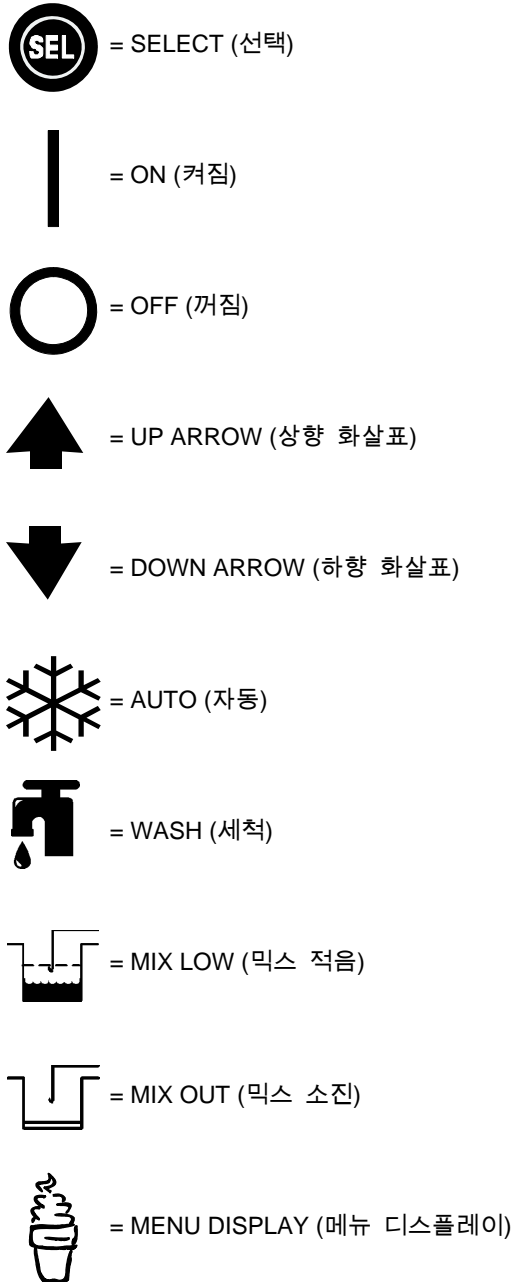 SEL = SELECT (선택)
= ON (켜짐)
= OFF (꺼짐)
= UP ARROW (상향 화살표)
= DOWN ARROW (하향 화살표)
= AUTO (자동)
= WASH (세척)
= MIX LOW (믹스 적음)
= MIX OUT (믹스 소진)
= MENU DISPLAY (메뉴 디스플레이)